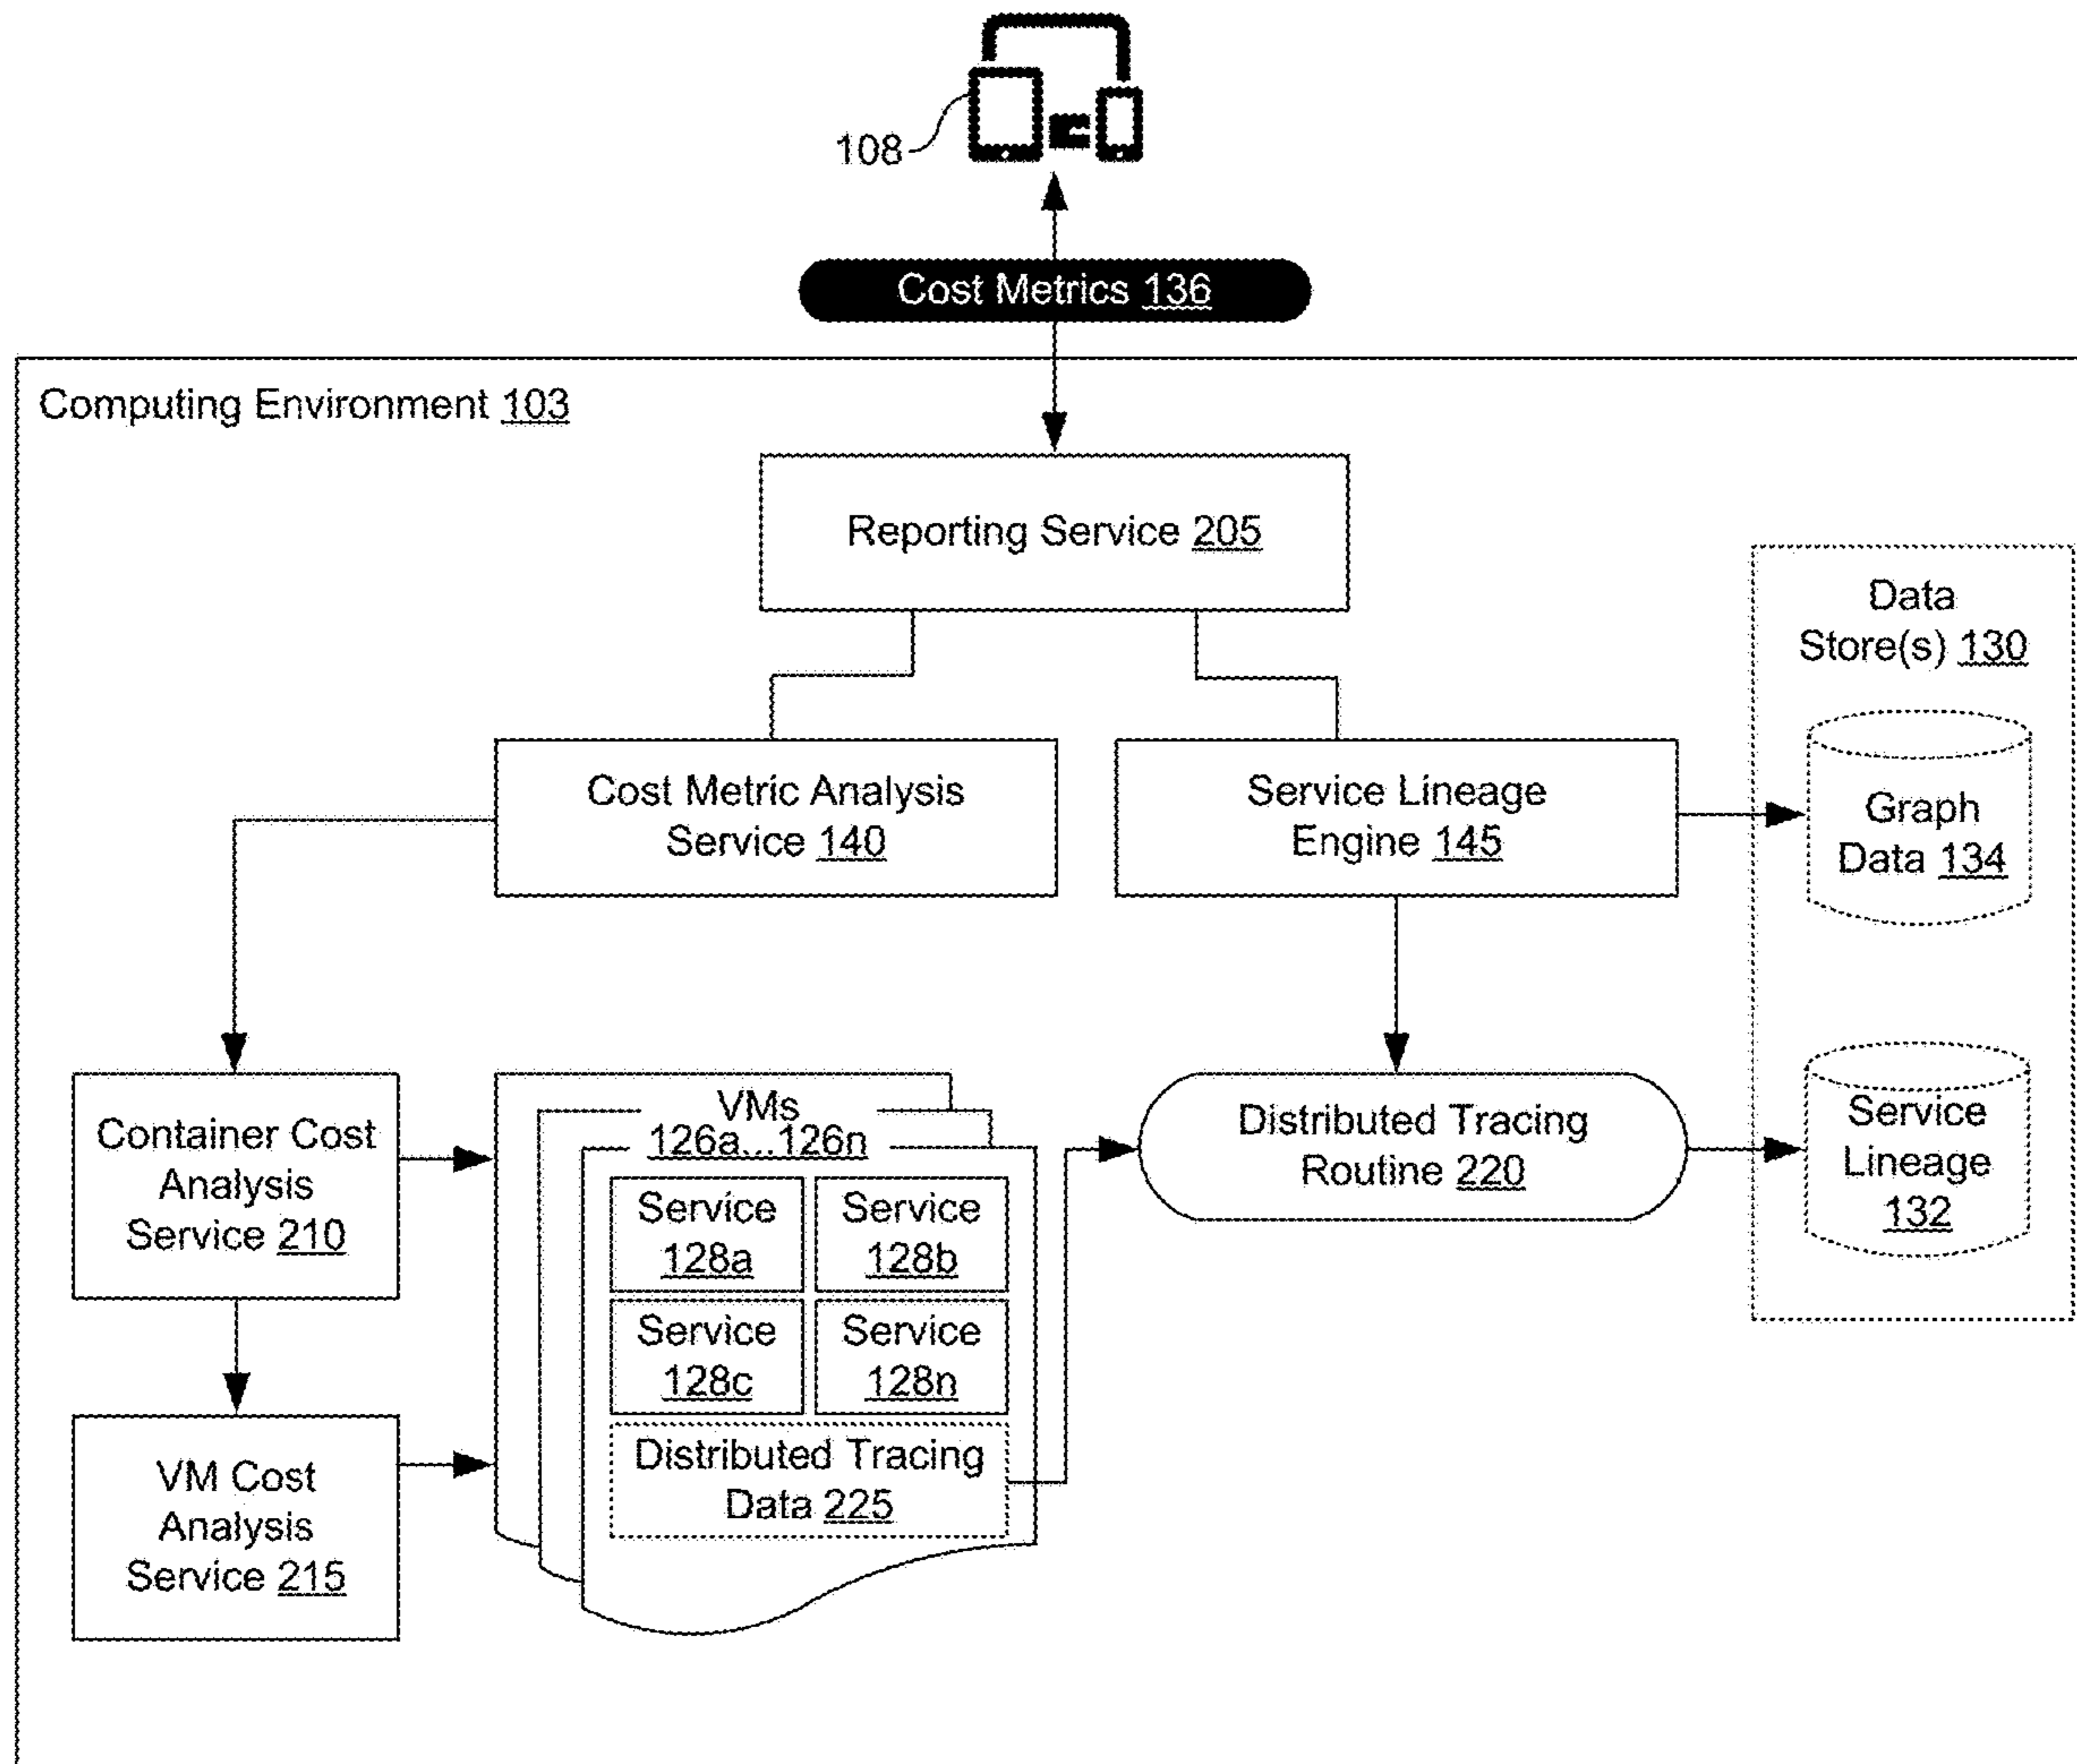 108
Cost Metrics 136
Computing Environment 103
Reporting Service 205
Data
Store(s) 130
Cost Metric Analysis
Service 140
Service Lineage
Engine 145
Graph
Data 134
Container Cost
Analysis
Service 210
VMs
126a...126n
Service
128a
Service
128b
Service
128c
Service
128n
Distributed Tracing
Data 225
Distributed Tracing
Routine 220
Service
Lineage
132
VM Cost
Analysis
Service 215